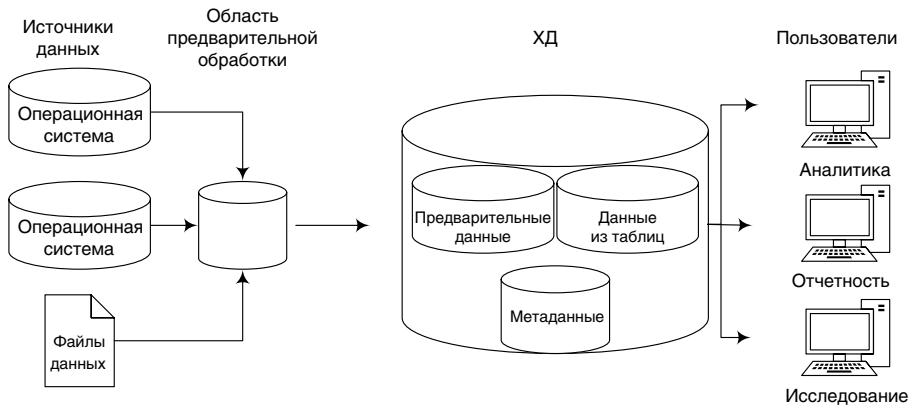 Источники
данных
Область
предварительной
обработки
ХД
Пользователи
Операционная
система
Операционная
система
Файлы
данных
Предварительные
данные
Данные
из таблиц
Метаданные
Аналитика
Отчетность
Исследование